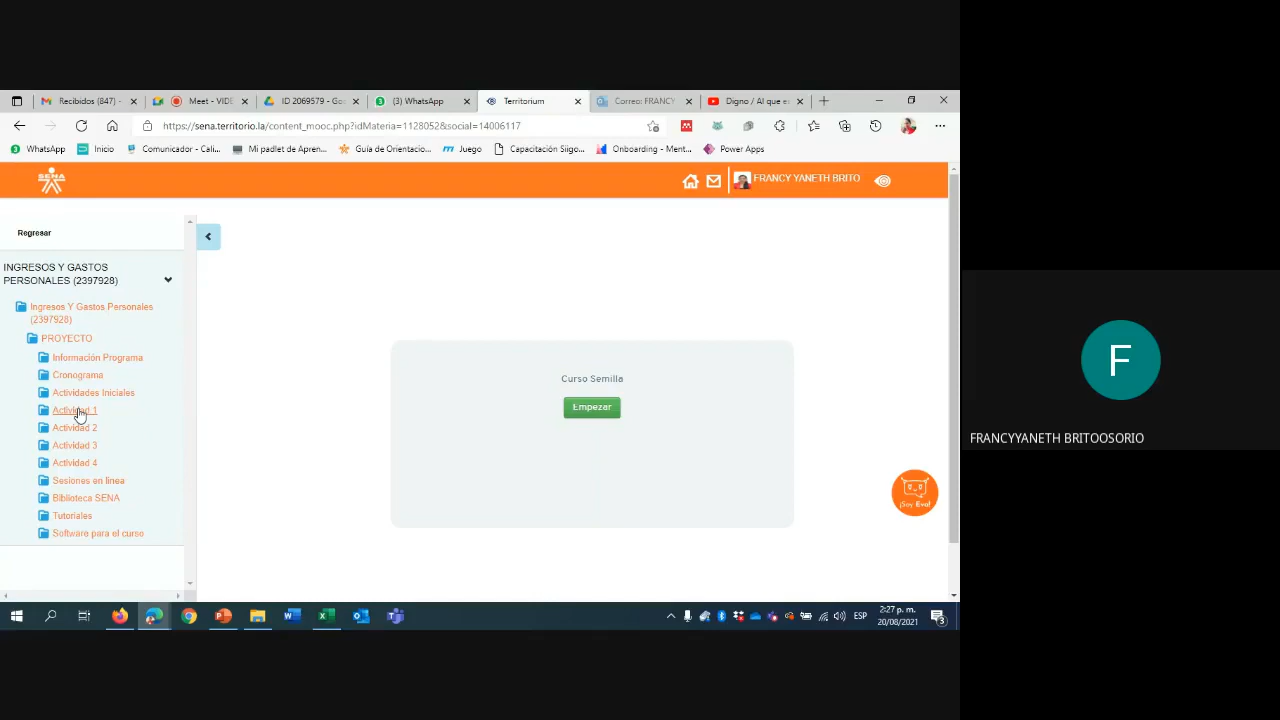 Recibidos (847) -
Meet - VIDE
ID 2069579 - Goo
(3) WhatsApp
Territorium
Correo: FRANCY
Digno / Al que es
https://sena.territorio.la/content_mooc.php?idMateria=1128052&social=14006117
WhatsApp
Inicio
Comunicador - Cali...
Mi padlet de Apren...
Guía de Orientacio...
Juego
Capacitación Siigo...
Onboarding - Ment...
Power Apps
SENA
FRANCY YANETH BRITO
Regresar
INGRESOS Y GASTOS
PERSONALES (2397928)
Ingresos Y Gastos Personales
(2397928)
PROYECTO
Información Programa
Cronograma
Actividades Iniciales
Actividad 1
Actividad 2
Actividad 3
Actividad 4
Sesiones en línea
Biblioteca SENA
Tutoriales
Software para el curso
Curso Semilla
Empezar
¡Soy Eva!
F
FRANCYYANETH BRITOOSORIO
ESP
2:27 p. m.
20/08/2021
3